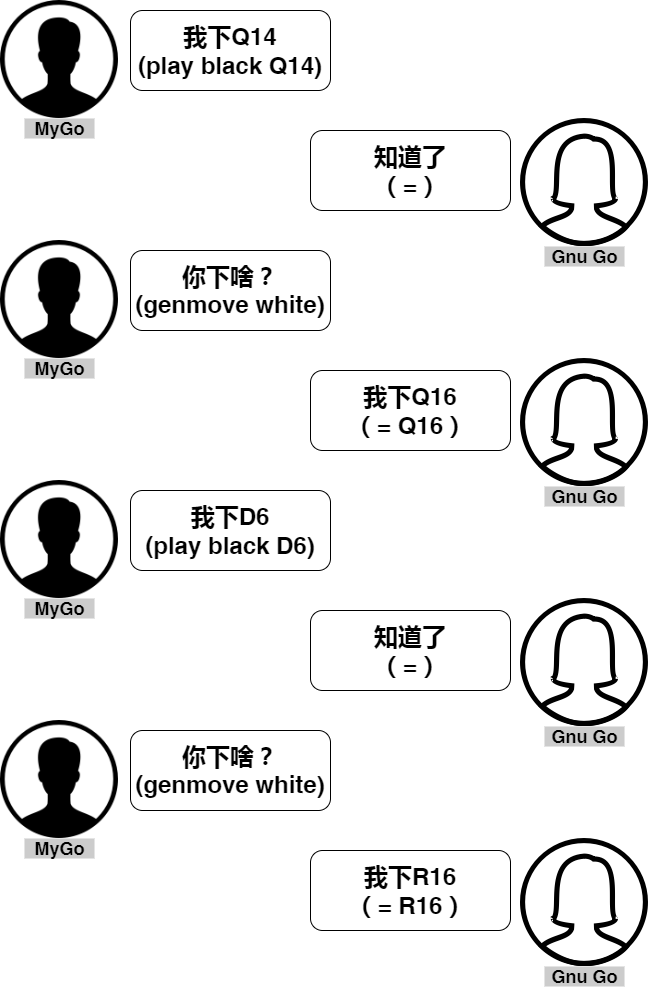 我下Q14
(play black Q14)
MyGo
知道了
( = )
Gnu Go
你下啥？
(genmove white)
MyGo
我下Q16
( = Q16 )
Gnu Go
我下D6
(play black D6)
MyGo
知道了
( = )
Gnu Go
你下啥？
(genmove white)
MyGo
我下R16
( = R16 )
Gnu Go